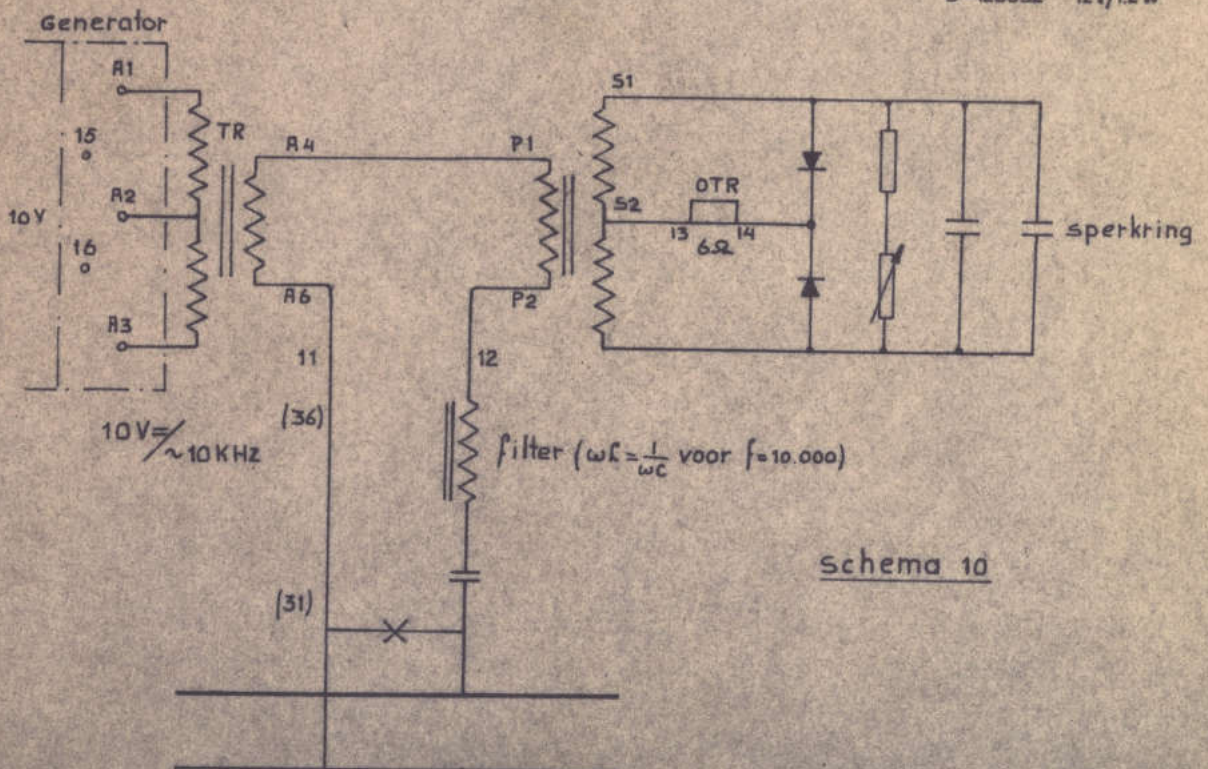 Generator
A1
15
A2
10V
16
A3
TR
A4
A6
P1
P2
S1
S2
OTR
13 14
6Ω
sperkring
11
12
(36)
10V=/~10KHz
filter (ωL=1/ωC voor f=10.000)
(31)
Schema 10